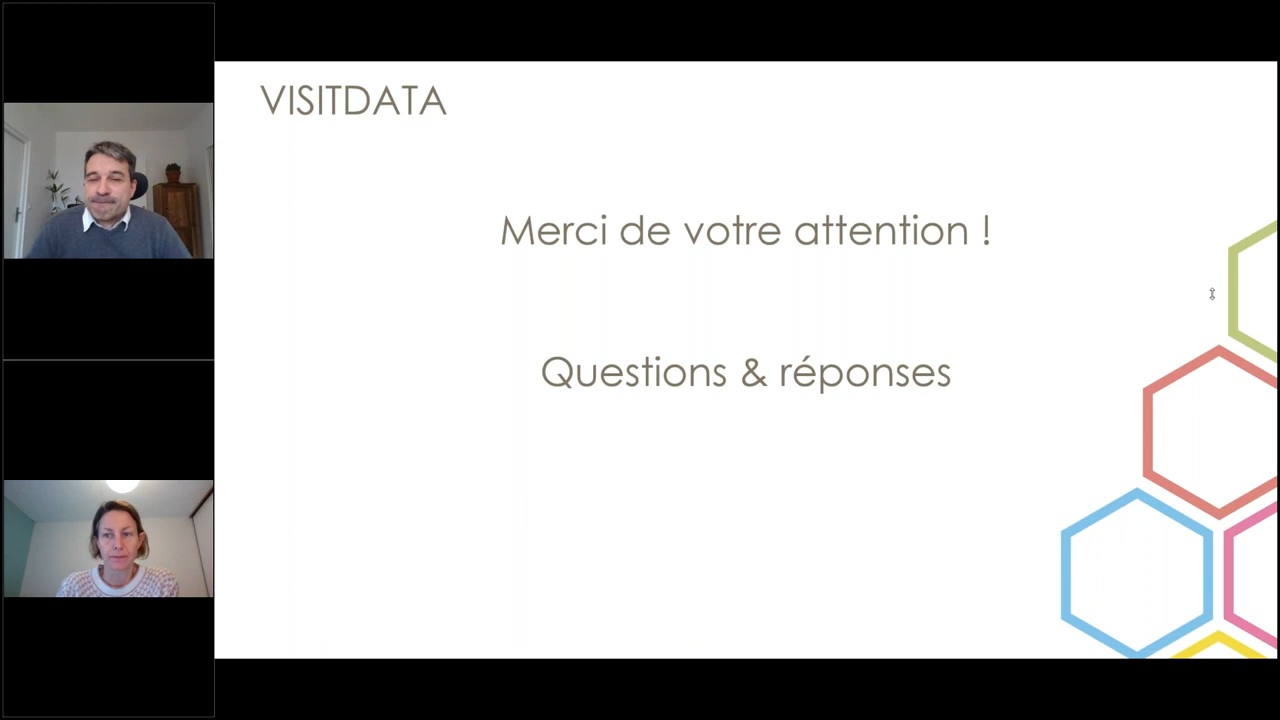 VISITDATA
Merci de votre attention !
Questions & réponses